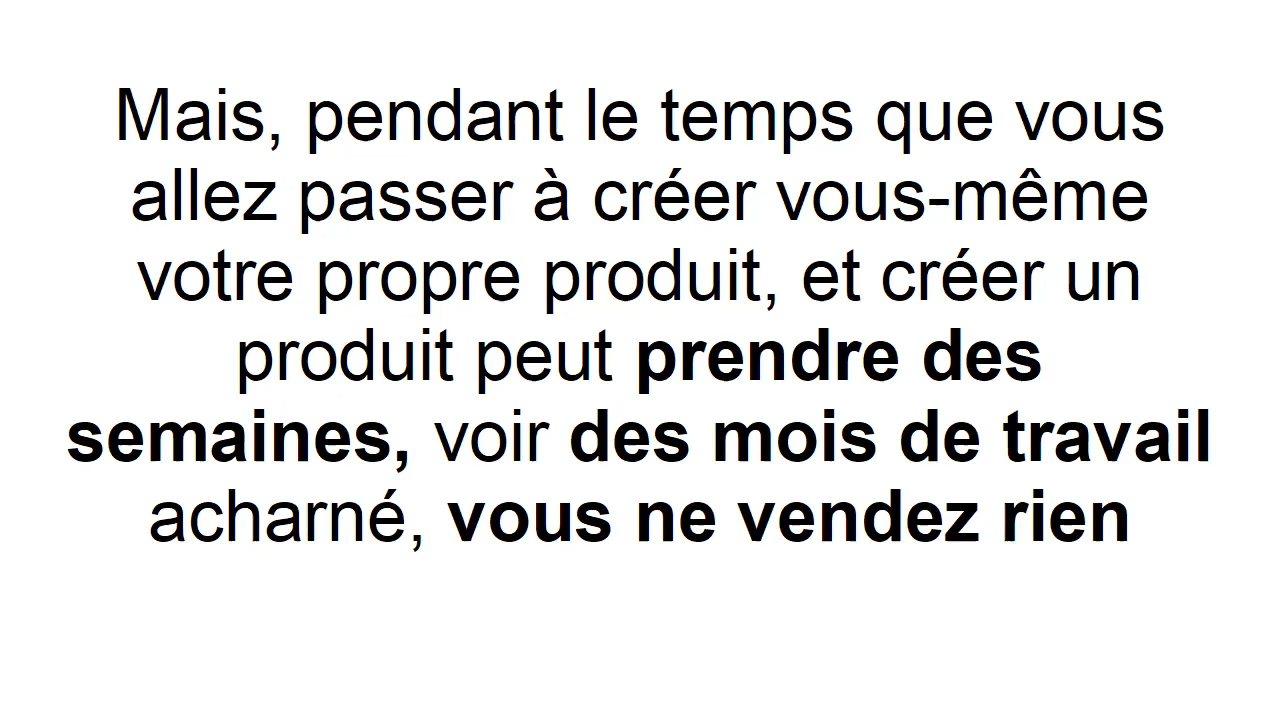 Mais, pendant le temps que vous
allez passer à créer vous-même
votre propre produit, et créer un
produit peut prendre des
semaines, voir des mois de travail
acharné, vous ne vendez rien